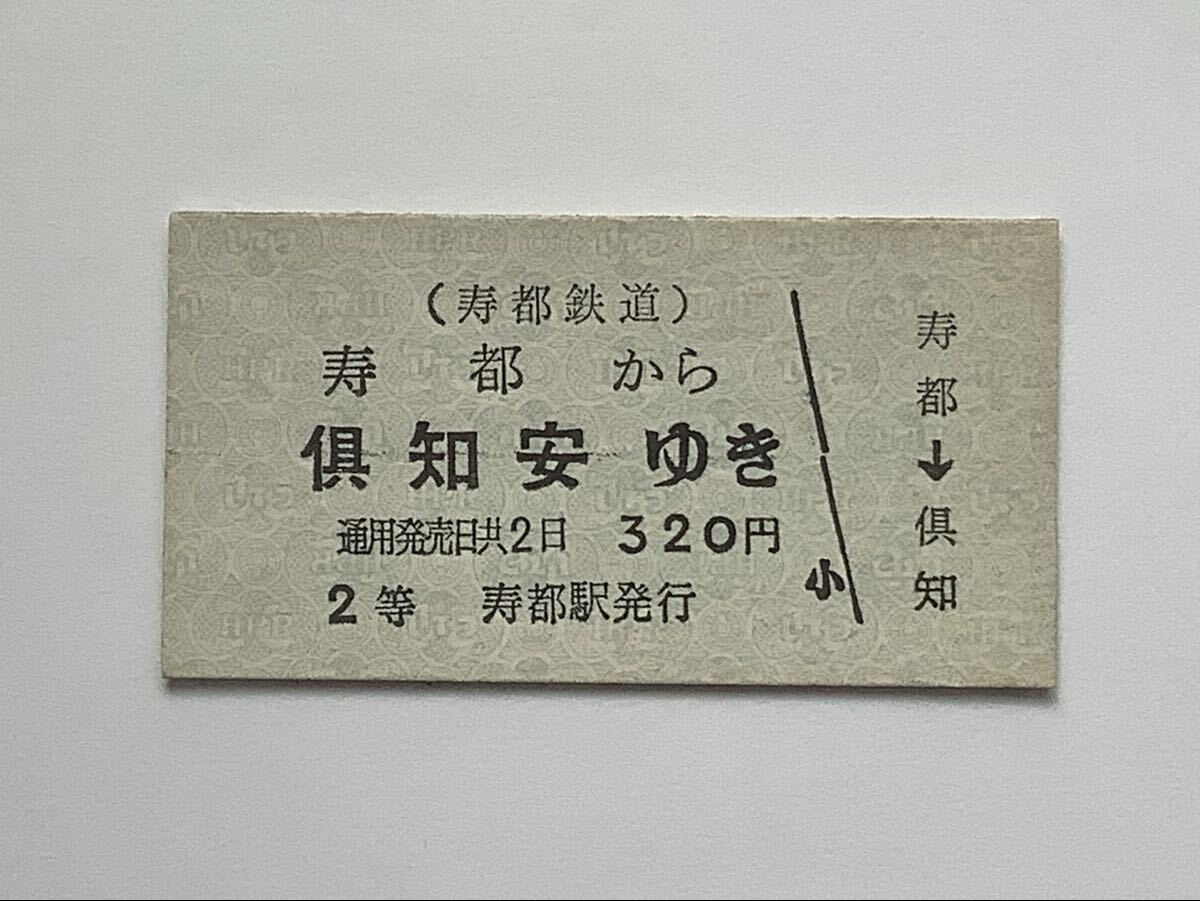 (寿都鉄道)
寿都から
倶知安ゆき
通用発売日共2日 320円
2等 寿都駅発行
小
寿都→倶知